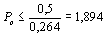 Pₒ ≤ 0,5 / 0,264 = 1,894